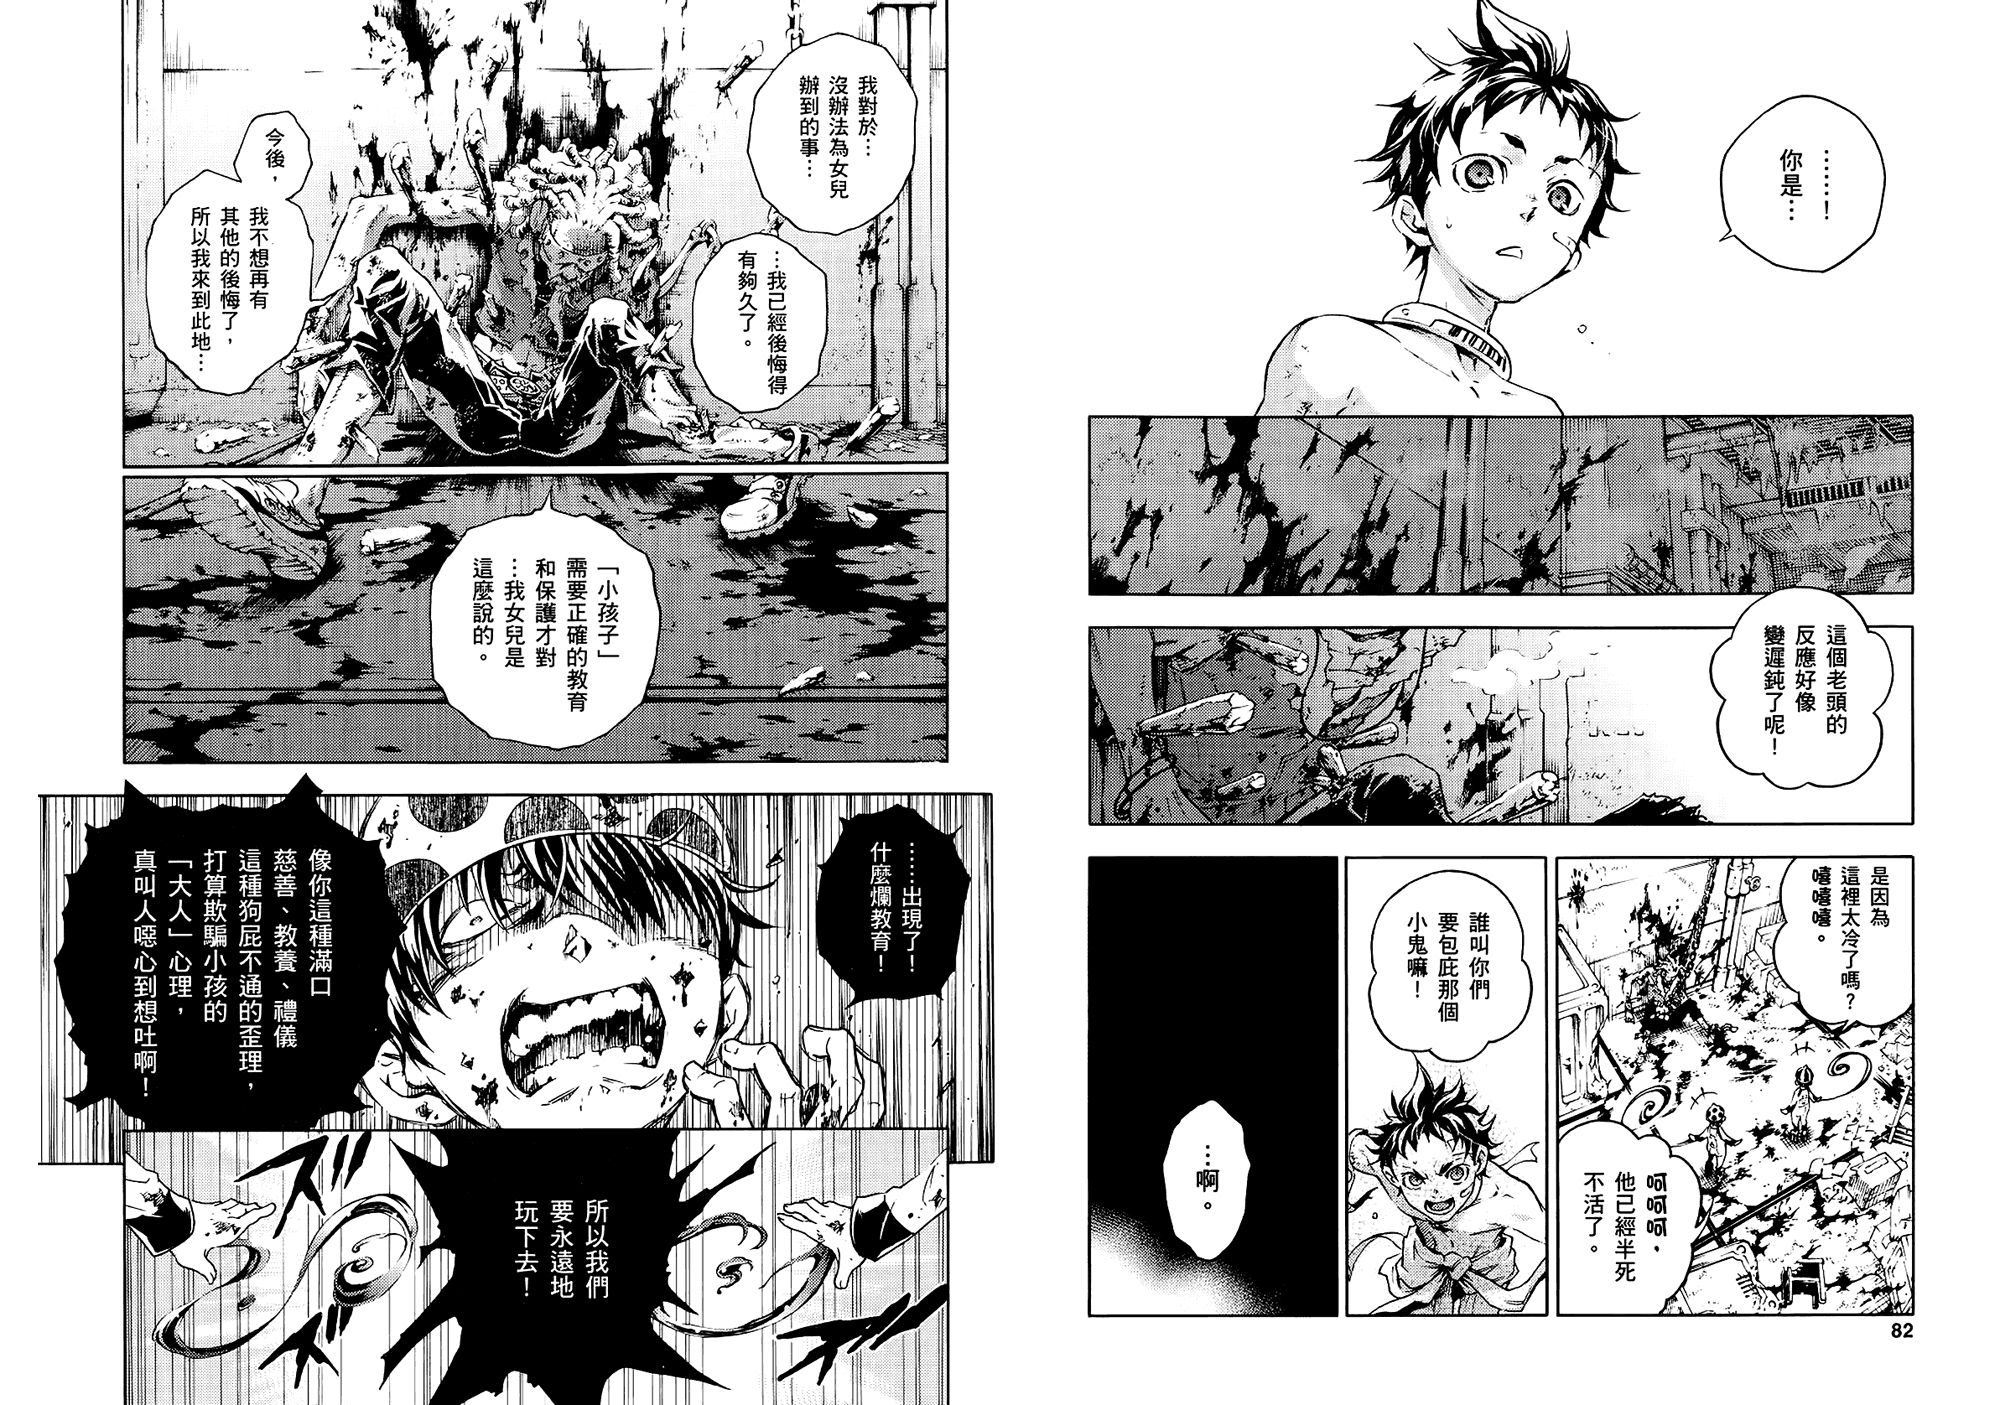 ……！
你是…
這個老頭的
反應好像
變遲鈍了呢！
是因為
這裡太冷了嗎？
嘻嘻嘻。
呵呵呵，
他已經半死
不活了。
誰叫你們
要包庇那個
小鬼嘛！
…啊。
82
我對於…
沒辦法為女兒
辦到的事…
…我已經後悔得
有夠久了。
今後，
我不想再有
其他的後悔了，
所以我來到此地…
「小孩子」
需要正確的教育
和保護才對
…我女兒是
這麼說的。
……出現了！
什麼爛教育！
像你這種滿口
慈善、教養、禮儀
這種狗屁不通的歪理，
打算欺騙小孩的
「大人」心理，
真叫人噁心到想吐啊！
所以我們
要永遠地
玩下去！
ズズ
ズズ